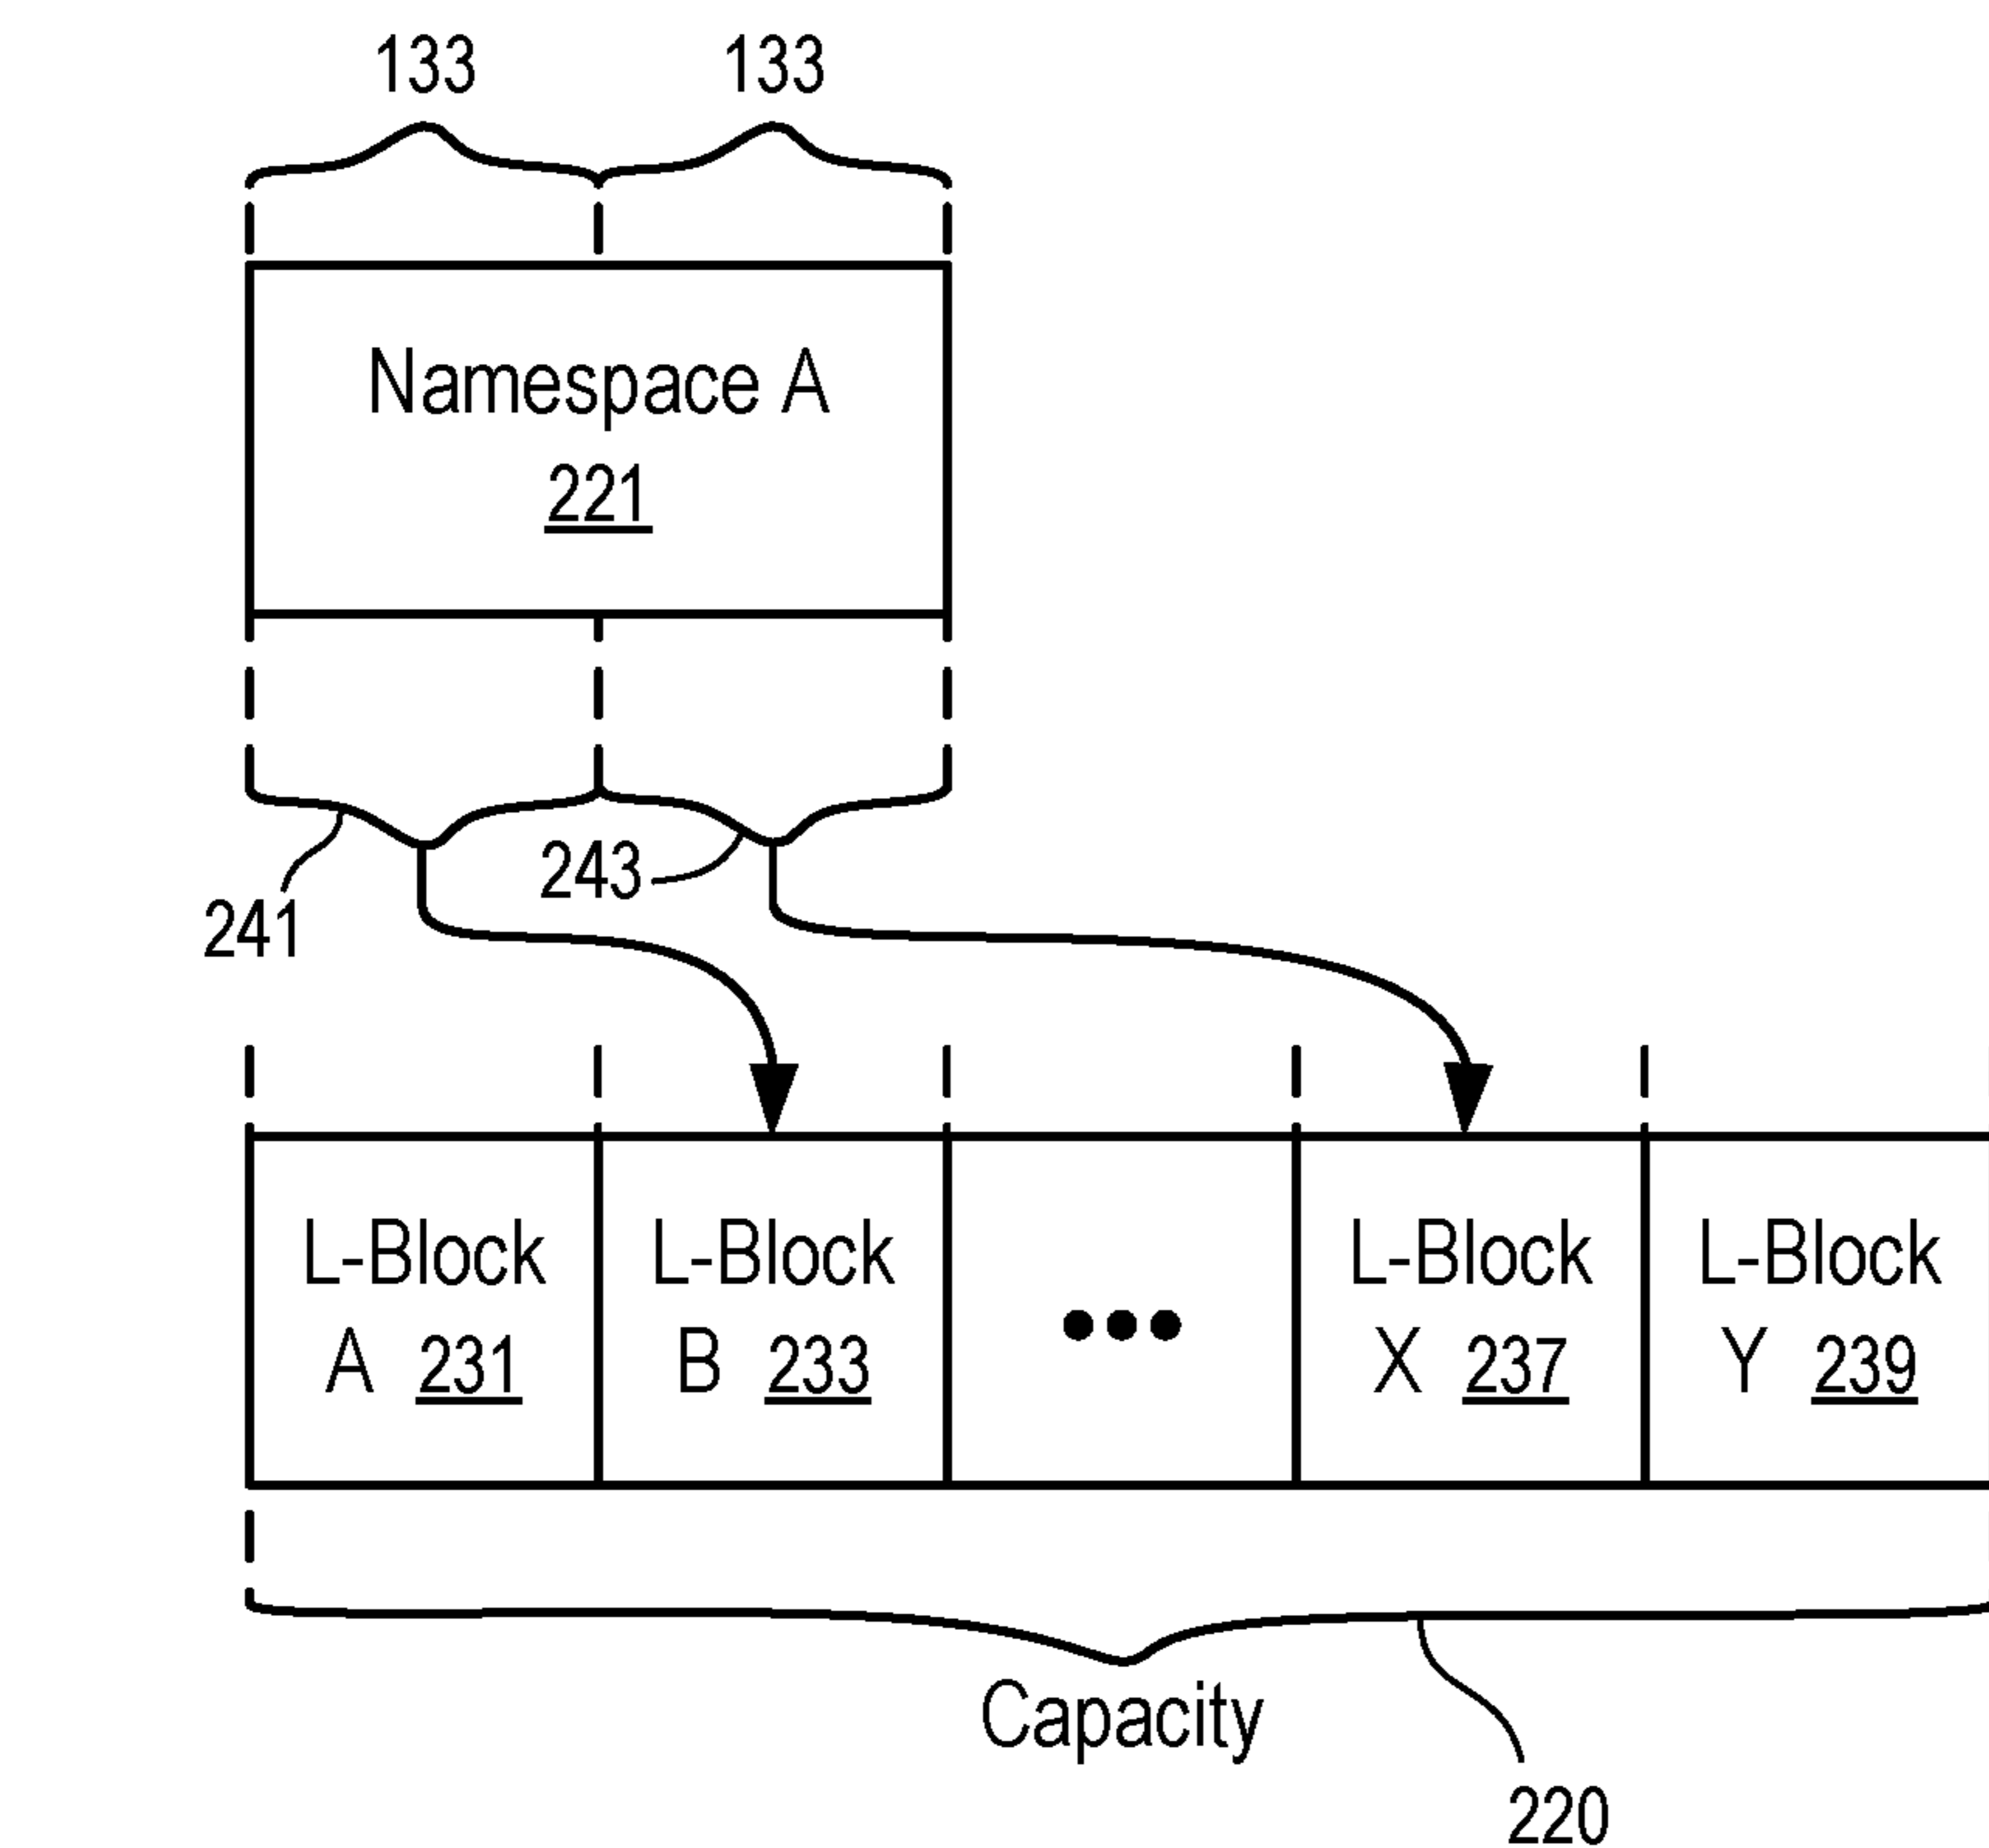 133 133
Namespace A
221
241
243
L-Block
A 231
L-Block
B 233
L-Block
X 237
L-Block
Y 239
Capacity
220